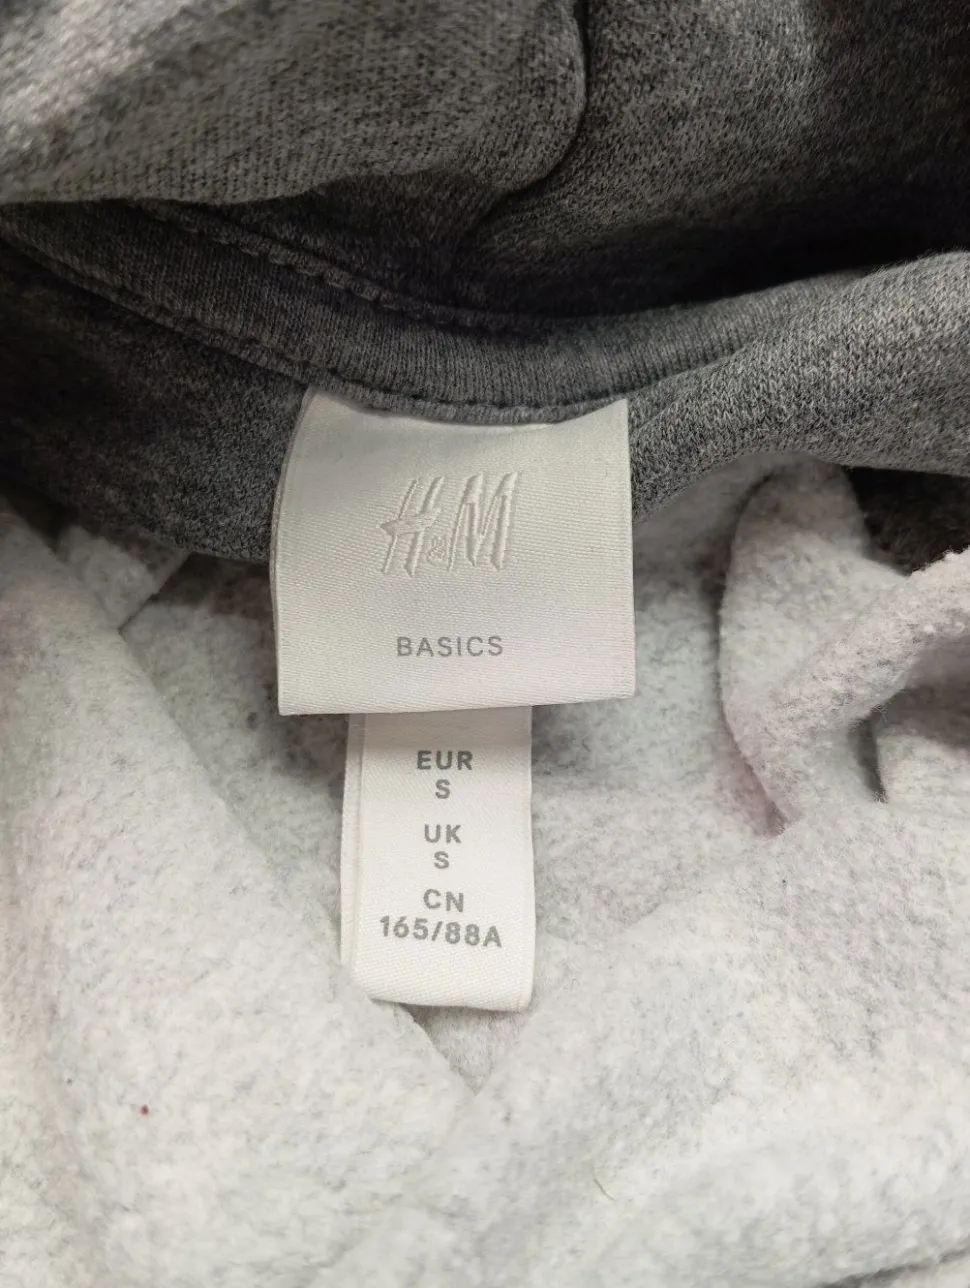 H&M
BASICS
EUR
S
UK
S
CN
165/88A